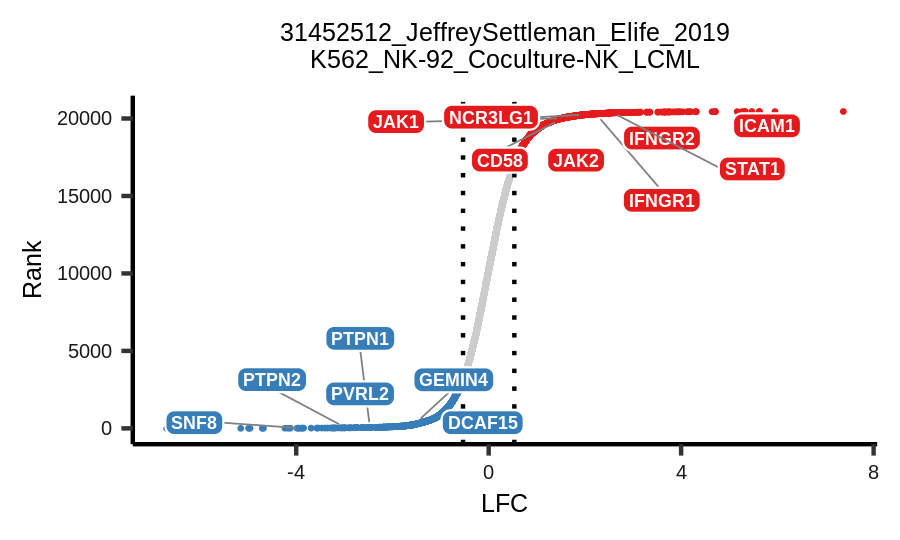 31452512_JeffreySettleman_Elife_2019
K562_NK-92_Coculture-NK_LCML
Rank
20000
15000
10000
5000
0
JAK1
NCR3LG1
ICAM1
IFNGR2
CD58
JAK2
STAT1
IFNGR1
PTPN1
PTPN2
GEMIN4
PVRL2
SNF8
DCAF15
-4
0
4
8
LFC